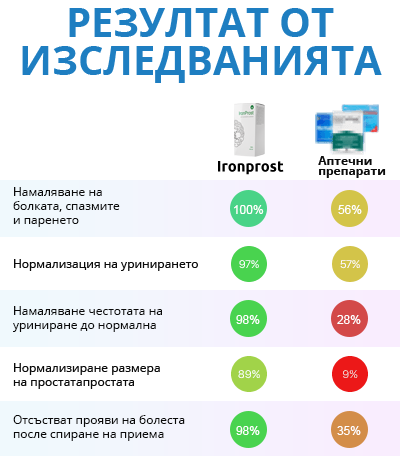 РЕЗУЛТАТ ОТ
ИЗСЛЕДВАНИЯТА
Ironprost
Аптечни
препарати
Намаляване на
болката, спазмите
и паренето
100%
56%
Нормализация на уринирането
97%
57%
Намаляване честотата на
уриниране до нормална
98%
28%
Нормализиране размера
на простатапростата
89%
9%
Отсъстват прояви на болеста
после спиране на приема
98%
35%